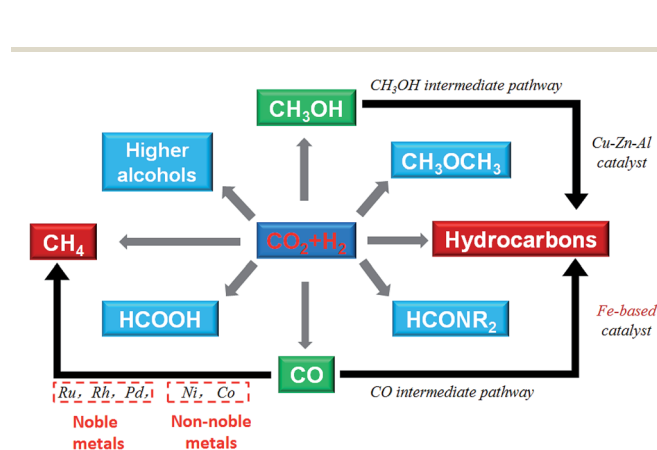 CH₃OH intermediate pathway
CH₃OH
Cu-Zn-Al
catalyst
Higher
alcohols
CH₃OCH₃
CH₄
CO₂+H₂
Hydrocarbons
HCOOH
HCONR₂
Fe-based
catalyst
CO
CO intermediate pathway
Ru, Rh, Pd,
Ni, Co
Noble
metals
Non-noble
metals